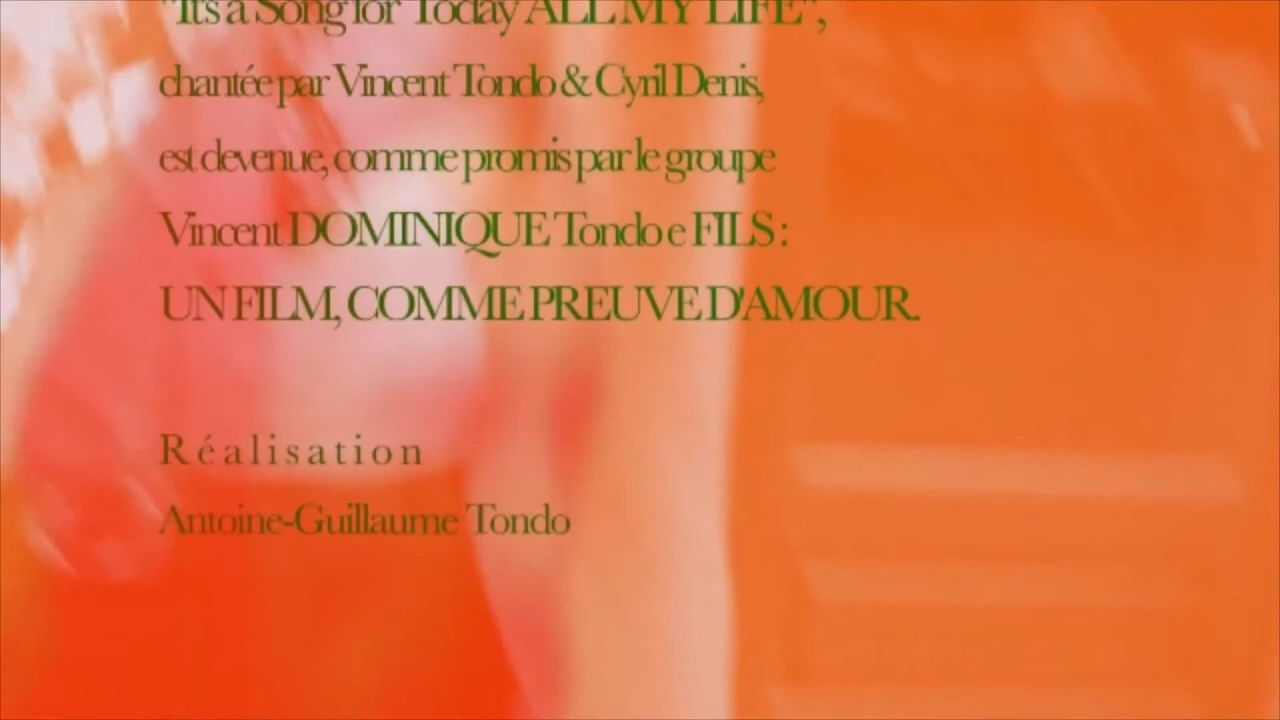 "It's a Song for Today ALL MY LIFE",
chantée par Vincent Tondo & Cyril Denis,
est devenue, comme promis par le groupe
Vincent DOMINIQUE Tondo e FILS :
UN FILM, COMME PREUVE D'AMOUR.
Réalisation
Antoine-Guillaume Tondo